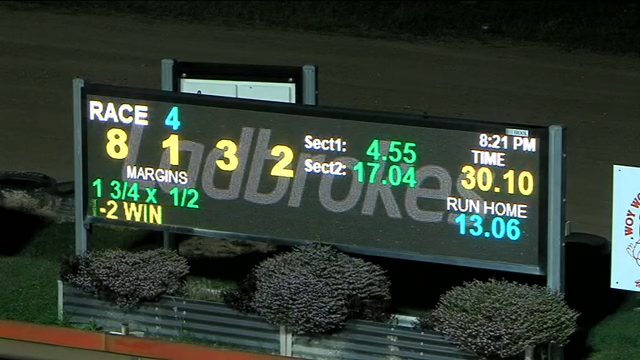 RACE 4
8:21 PM
8 1 3 2
Sect1: 4.55
Sect2: 17.04
TIME
30.10
MARGINS
1 3/4 x 1/2
-2 WIN
RUN HOME
13.06
Ladbrokes
WOY